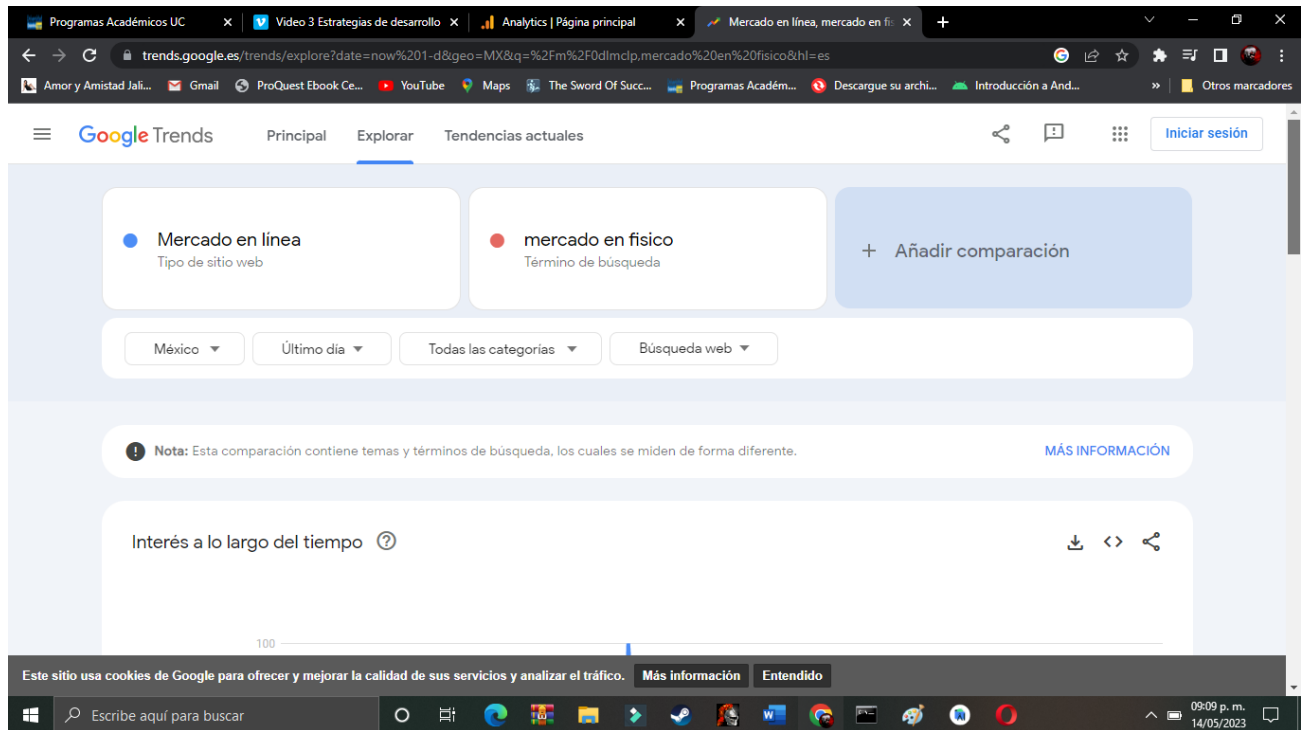 Programas Académicos UC
Video 3 Estrategias de desarrollo
Analytics | Página principal
Mercado en línea, mercado en fis
trends.google.es/trends/explore?date=now%201-d&geo=MX&q=%2Fm%2F0dlmclp,mercado%20en%20fisico&hl=es
Amor y Amistad Jali... Gmail ProQuest Ebook Ce... YouTube Maps The Sword Of Succ... Programas Académ... Descargue su archi... Introducción a And... » Otros marcadores
Google Trends Principal Explorar Tendencias actuales Iniciar sesión
Mercado en línea
Tipo de sitio web
mercado en fisico
Término de búsqueda
+ Añadir comparación
México Último día Todas las categorías Búsqueda web
Nota: Esta comparación contiene temas y términos de búsqueda, los cuales se miden de forma diferente. MÁS INFORMACIÓN
Interés a lo largo del tiempo
100
Este sitio usa cookies de Google para ofrecer y mejorar la calidad de sus servicios y analizar el tráfico. Más información Entendido
Escribe aquí para buscar
09:09 p. m.
14/05/2023